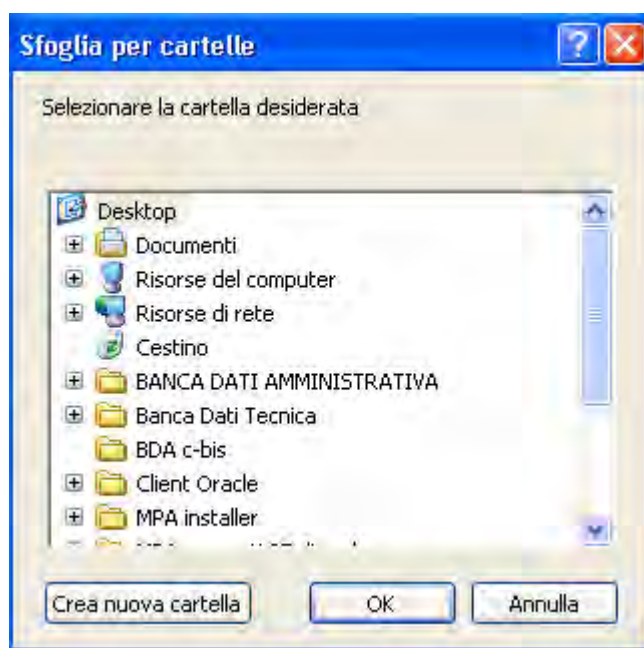 Sfoglia per cartelle
Selezionare la cartella desiderata
Desktop
Documenti
Risorse del computer
Risorse di rete
Cestino
BANCA DATI AMMINISTRATIVA
Banca Dati Tecnica
BDA c-bis
Client Oracle
MPA installer
Crea nuova cartella OK Annulla